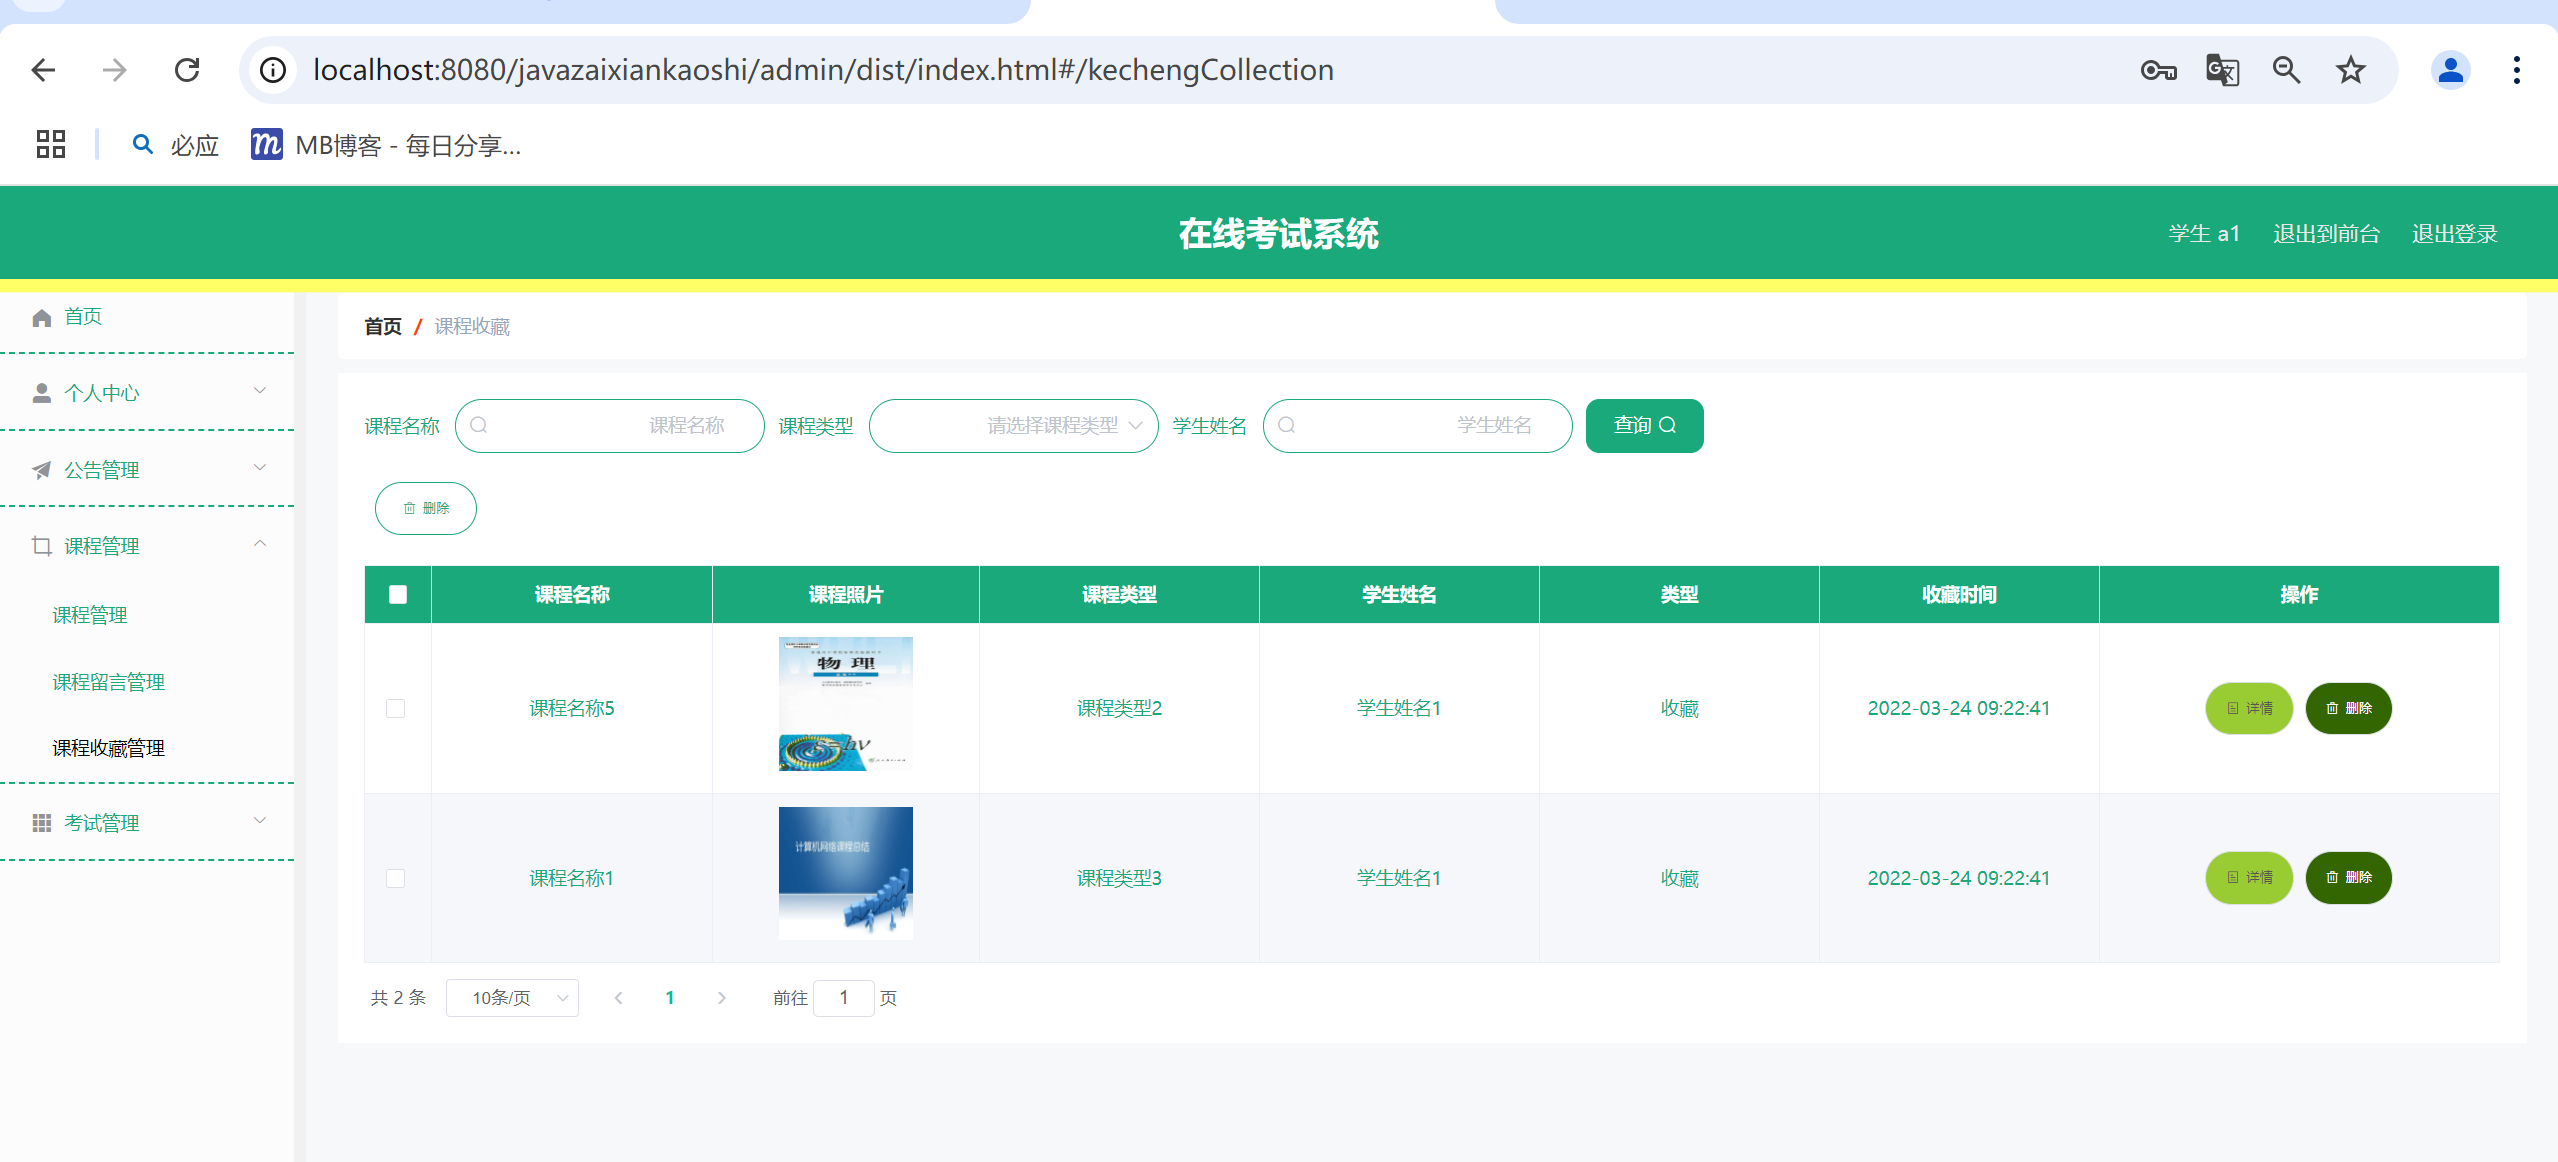 localhost:8080/javazaixiankaoshi/admin/dist/index.html#/kechengCollection
必应 MB博客 - 每日分享...
在线考试系统
学生 a1 退出到前台 退出登录
首页
个人中心
公告管理
课程管理
课程管理
课程留言管理
课程收藏管理
考试管理
首页 / 课程收藏
课程名称 课程名称 课程类型 请选择课程类型 学生姓名 学生姓名 查询
删除
课程名称 课程照片 课程类型 学生姓名 类型 收藏时间 操作
物理
hν
课程名称5 课程类型2 学生姓名1 收藏 2022-03-24 09:22:41 详情 删除
计算机网络课程总结
课程名称1 课程类型3 学生姓名1 收藏 2022-03-24 09:22:41 详情 删除
共 2 条 10条/页 1 前往 1 页